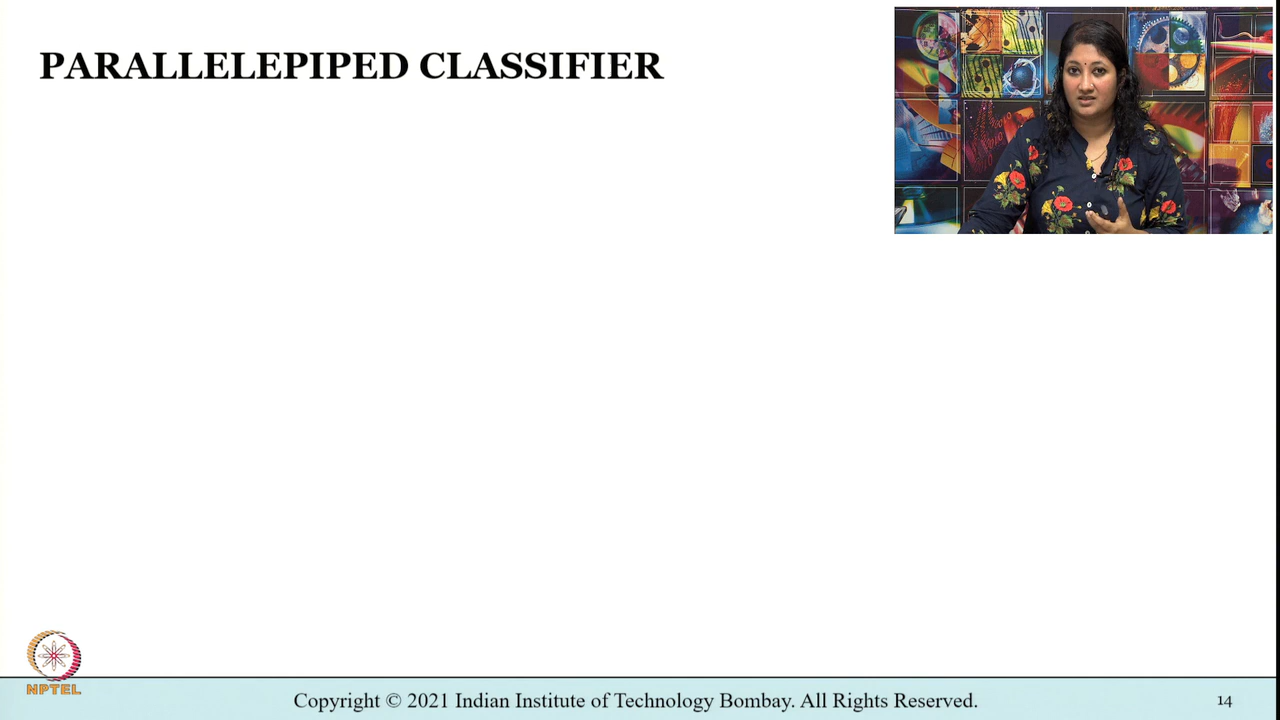 PARALLELEPIPED CLASSIFIER
NPTEL
Copyright © 2021 Indian Institute of Technology Bombay. All Rights Reserved.
14